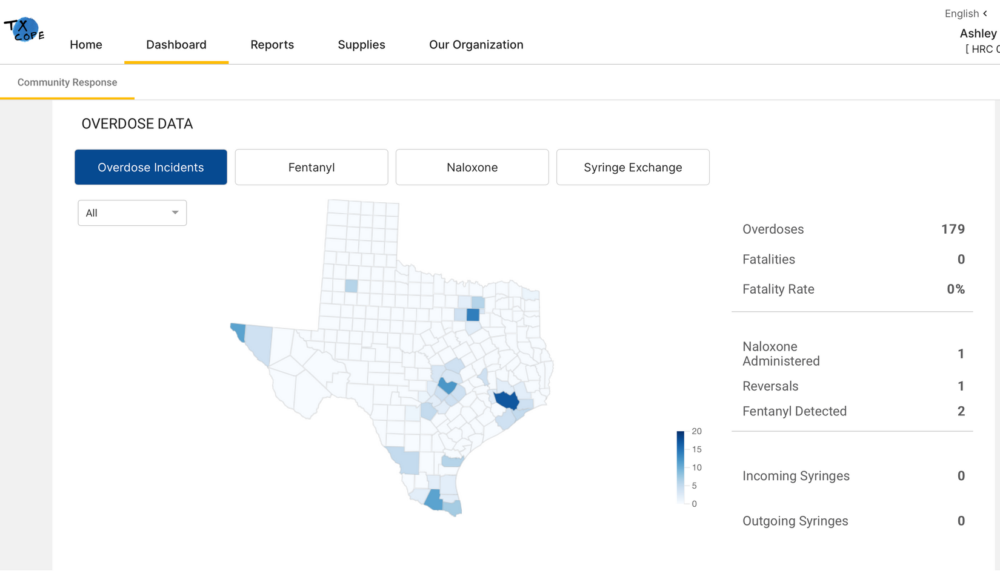 English
TX
COPE
Home
Dashboard
Reports
Supplies
Our Organization
Ashley
[ HRC
Community Response
OVERDOSE DATA
Overdose Incidents
Fentanyl
Naloxone
Syringe Exchange
All
Overdoses 179
Fatalities 0
Fatality Rate 0%
Naloxone
Administered 1
Reversals 1
Fentanyl Detected 2
20
15
10
5
0
Incoming Syringes 0
Outgoing Syringes 0